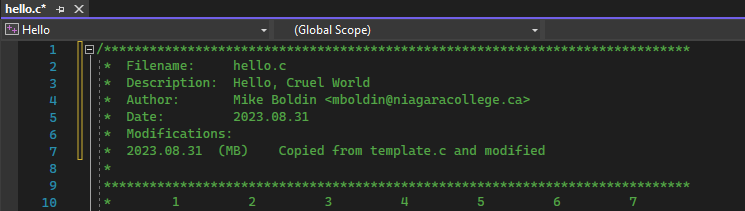 hello.c*
Hello (Global Scope)
1 /*****************************************************************************
2 * Filename: hello.c
3 * Description: Hello, Cruel World
4 * Author: Mike Boldin <mboldin@niagaracollege.ca>
5 * Date: 2023.08.31
6 * Modifications:
7 * 2023.08.31 (MB) Copied from template.c and modified
8 *
9 *****************************************************************************
10 * 1 2 3 4 5 6 7